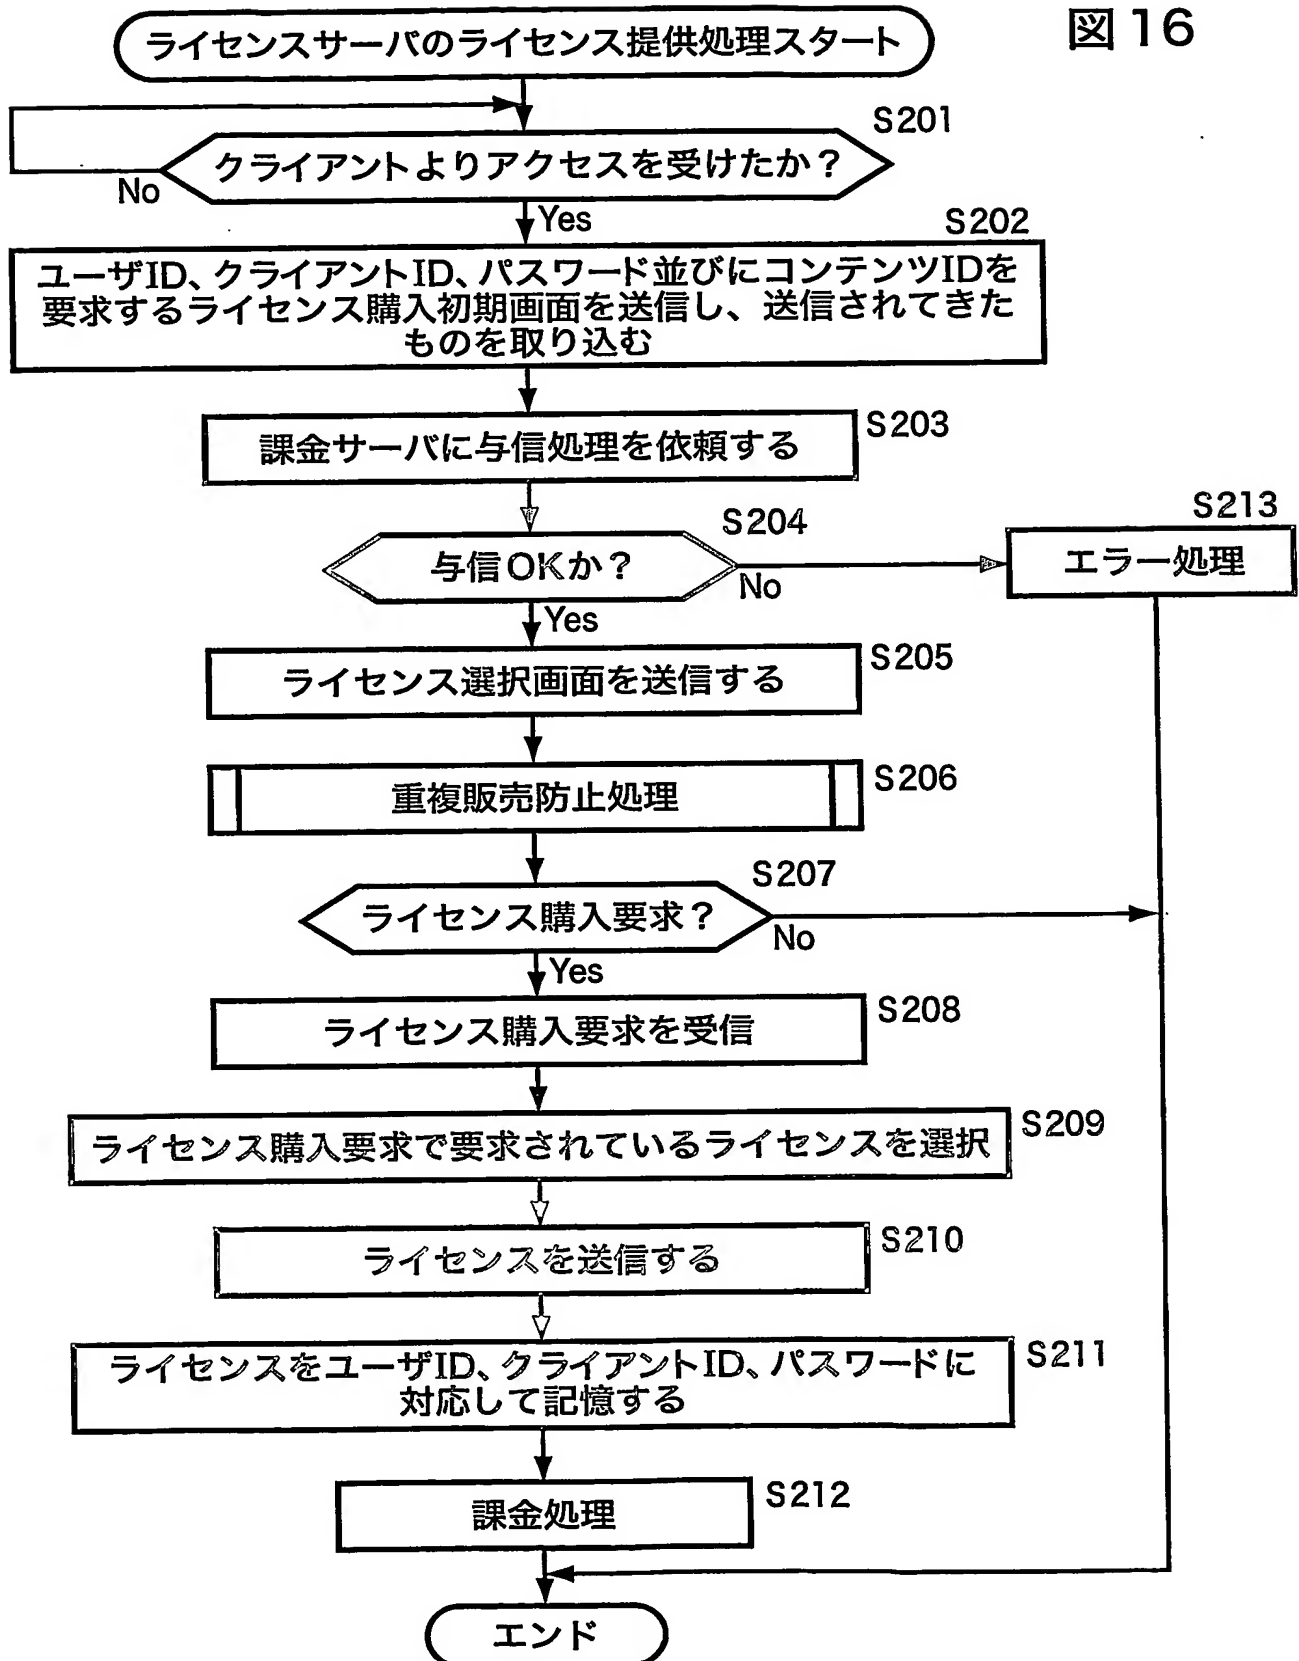 図16
ライセンスサーバのライセンス提供処理スタート
S201
クライアントよりアクセスを受けたか？
No
Yes
S202
ユーザID、クライアントID、パスワード並びにコンテンツIDを
要求するライセンス購入初期画面を送信し、送信されてきた
ものを取り込む
S203
課金サーバに与信処理を依頼する
S204
与信OKか？
No
S213
エラー処理
Yes
S205
ライセンス選択画面を送信する
S206
重複販売防止処理
S207
ライセンス購入要求？
No
Yes
S208
ライセンス購入要求を受信
S209
ライセンス購入要求で要求されているライセンスを選択
S210
ライセンスを送信する
S211
ライセンスをユーザID、クライアントID、パスワードに
対応して記憶する
S212
課金処理
エンド